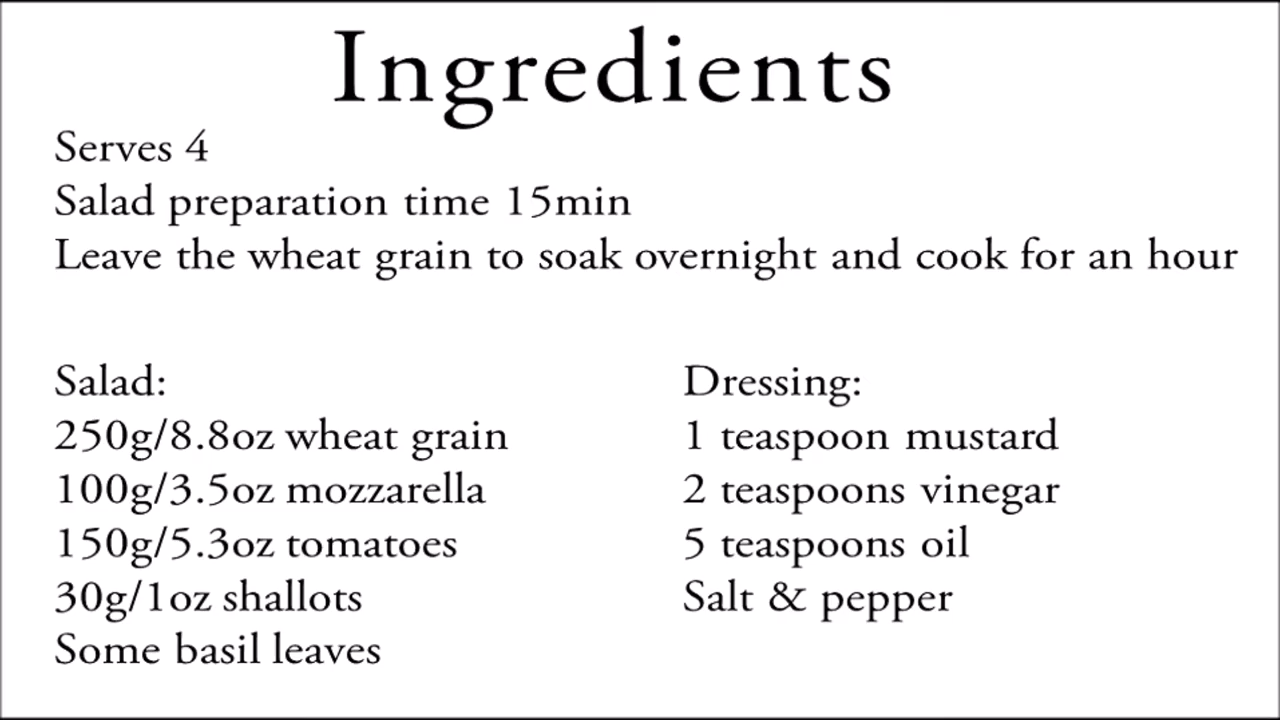 Ingredients
Serves 4
Salad preparation time 15min
Leave the wheat grain to soak overnight and cook for an hour
Salad:
250g/8.8oz wheat grain
100g/3.5oz mozzarella
150g/5.3oz tomatoes
30g/1oz shallots
Some basil leaves
Dressing:
1 teaspoon mustard
2 teaspoons vinegar
5 teaspoons oil
Salt & pepper